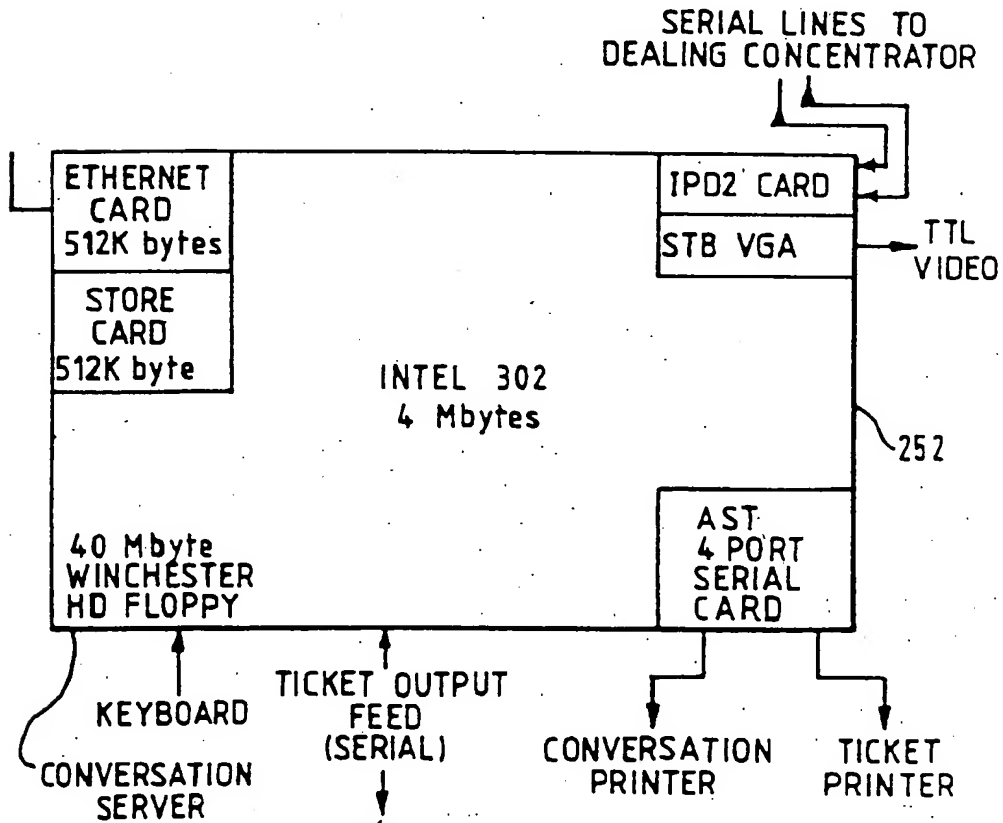 SERIAL LINES TO
DEALING CONCENTRATOR
ETHERNET
CARD
512K bytes
IPD2 CARD
STB VGA
TTL
VIDEO
STORE
CARD
512K byte
INTEL 302
4 Mbytes
252
40 Mbyte
WINCHESTER
HD FLOPPY
AST
4 PORT
SERIAL
CARD
KEYBOARD
TICKET OUTPUT
FEED
(SERIAL)
CONVERSATION
SERVER
CONVERSATION
PRINTER
TICKET
PRINTER